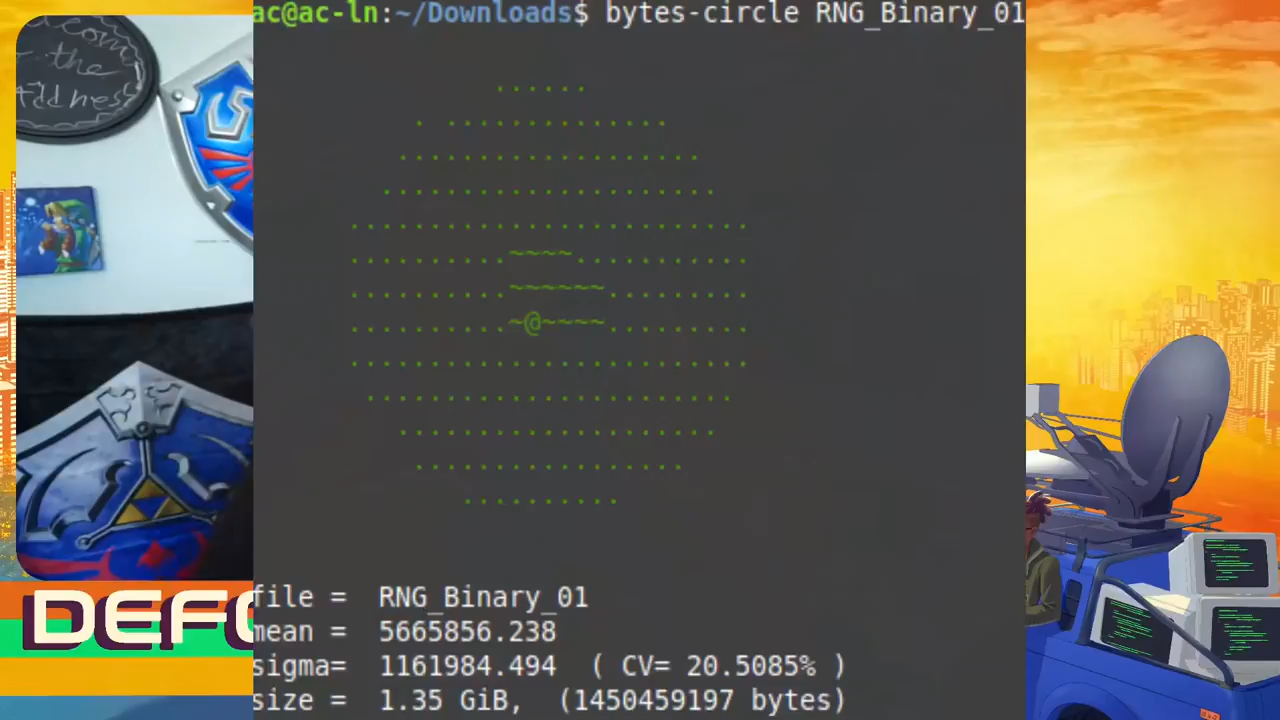 ac@ac-ln:~/Downloads$ bytes-circle RNG_Binary_01
the
DEFC
file =  RNG_Binary_01
mean =  5665856.238
sigma=  1161984.494  ( CV= 20.5085% )
size =  1.35 GiB,  (1450459197 bytes)